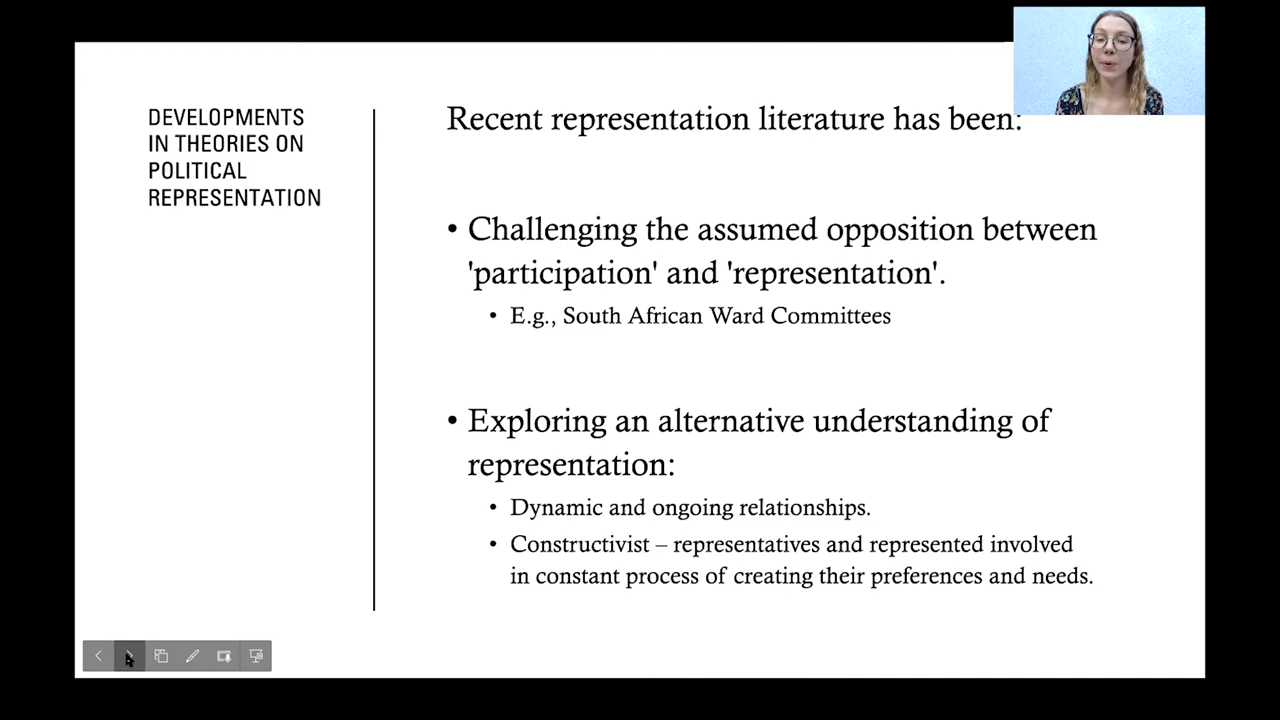 DEVELOPMENTS
IN THEORIES ON
POLITICAL
REPRESENTATION
Recent representation literature has been:
• Challenging the assumed opposition between
'participation' and 'representation'.
• E.g., South African Ward Committees
• Exploring an alternative understanding of
representation:
• Dynamic and ongoing relationships.
• Constructivist – representatives and represented involved
in constant process of creating their preferences and needs.